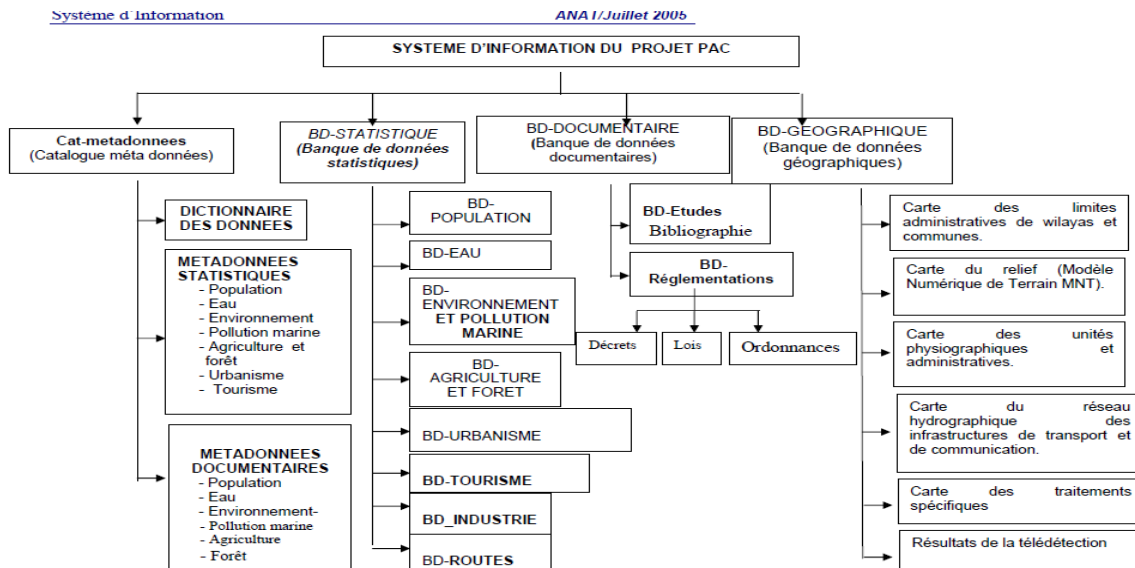 Système d'Information
ANAT/Juillet 2005
SYSTEME D'INFORMATION DU PROJET PAC
Cat-metadonnees
(Catalogue méta données)
DICTIONNAIRE
DES DONNEES
METADONNEES
STATISTIQUES
- Population
- Eau
- Environnement
- Pollution marine
- Agriculture et
forêt
- Urbanisme
- Tourisme
METADONNEES
DOCUMENTAIRES
- Population
- Eau
- Environnement-
- Pollution marine
- Agriculture
- Forêt
BD-STATISTIQUE
(Banque de données
statistiques)
BD-
POPULATION
BD-EAU
BD-
ENVIRONNEMENT
ET POLLUTION
MARINE
BD-
AGRICULTURE
ET FORET
BD-URBANISME
BD-TOURISME
BD_INDUSTRIE
BD-ROUTES
BD-DOCUMENTAIRE
(Banque de données
documentaires)
BD-Etudes
Bibliographie
BD-
Réglementations
Décrets
Lois
Ordonnances
BD-GEOGRAPHIQUE
(Banque de données
géographiques)
Carte des limites
administratives de wilayas et
communes.
Carte du relief (Modèle
Numérique de Terrain MNT).
Carte des unités
physiographiques et
administratives.
Carte du réseau
hydrographique des
infrastructures de transport et
de communication.
Carte des traitements
spécifiques
Résultats de la télédétection